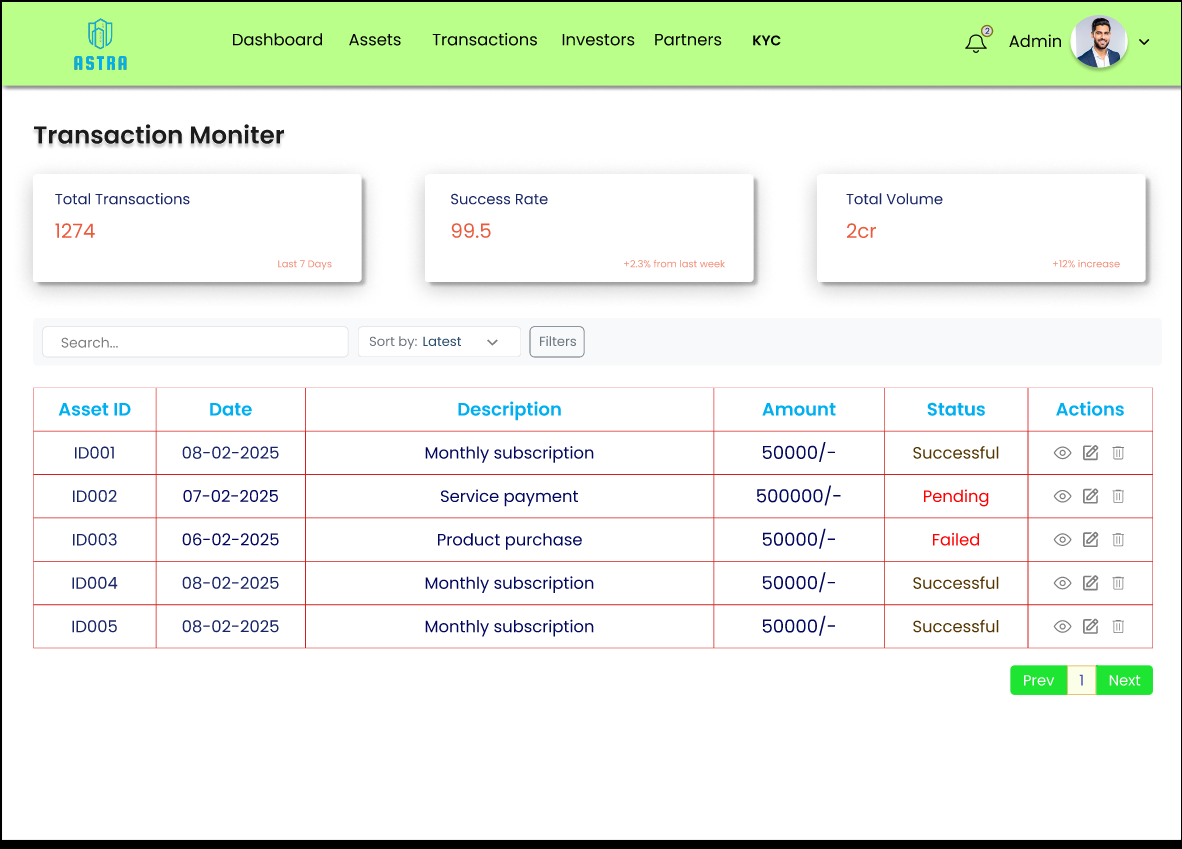 ASTRA
Dashboard Assets Transactions Investors Partners KYC
2
Admin
Transaction Moniter
Total Transactions
1274
Last 7 Days
Success Rate
99.5
+2.3% from last week
Total Volume
2cr
+12% increase
Search...
Sort by: Latest
Filters
Asset ID Date Description Amount Status Actions
ID001 08-02-2025 Monthly subscription 50000/- Successful
ID002 07-02-2025 Service payment 500000/- Pending
ID003 06-02-2025 Product purchase 50000/- Failed
ID004 08-02-2025 Monthly subscription 50000/- Successful
ID005 08-02-2025 Monthly subscription 50000/- Successful
Prev 1 Next